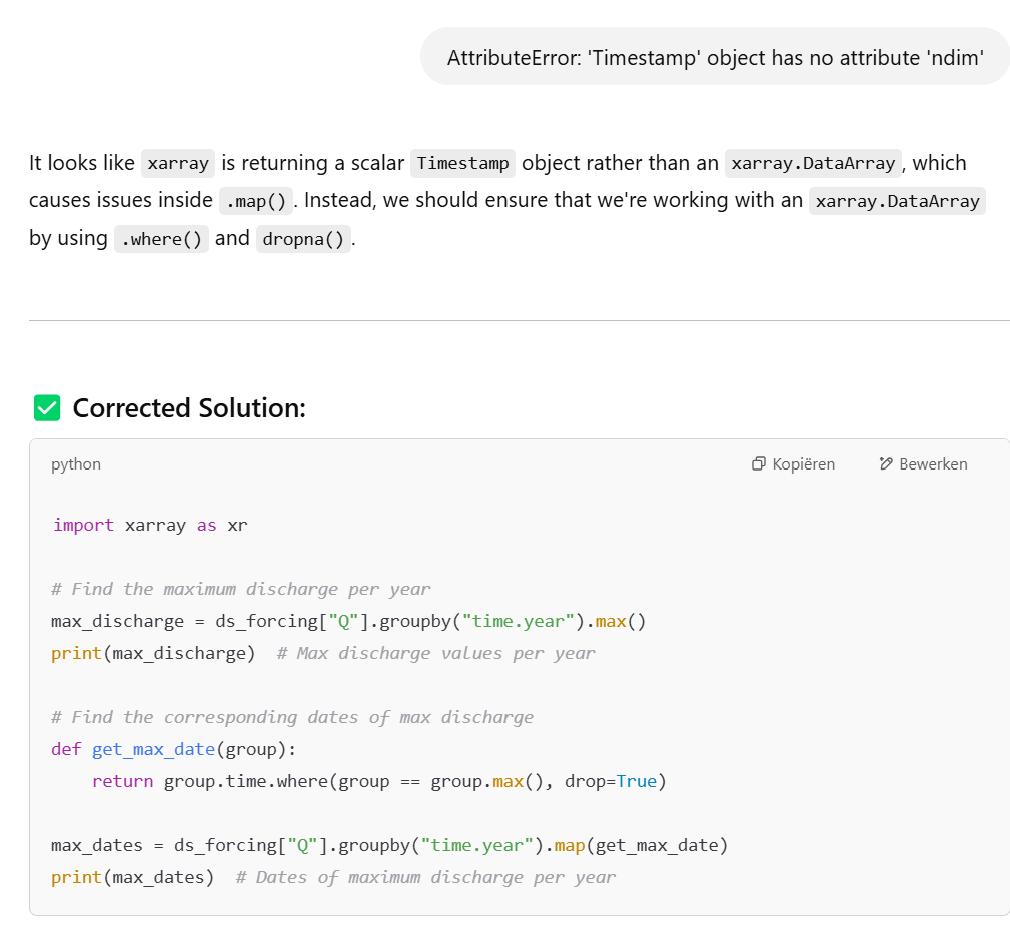 AttributeError: 'Timestamp' object has no attribute 'ndim'
It looks like xarray is returning a scalar Timestamp object rather than an xarray.DataArray, which
causes issues inside .map(). Instead, we should ensure that we're working with an xarray.DataArray
by using .where() and dropna().
Corrected Solution:
python
Kopiëren
Bewerken
import xarray as xr
# Find the maximum discharge per year
max_discharge = ds_forcing["Q"].groupby("time.year").max()
print(max_discharge)  # Max discharge values per year
# Find the corresponding dates of max discharge
def get_max_date(group):
    return group.time.where(group == group.max(), drop=True)
max_dates = ds_forcing["Q"].groupby("time.year").map(get_max_date)
print(max_dates)  # Dates of maximum discharge per year